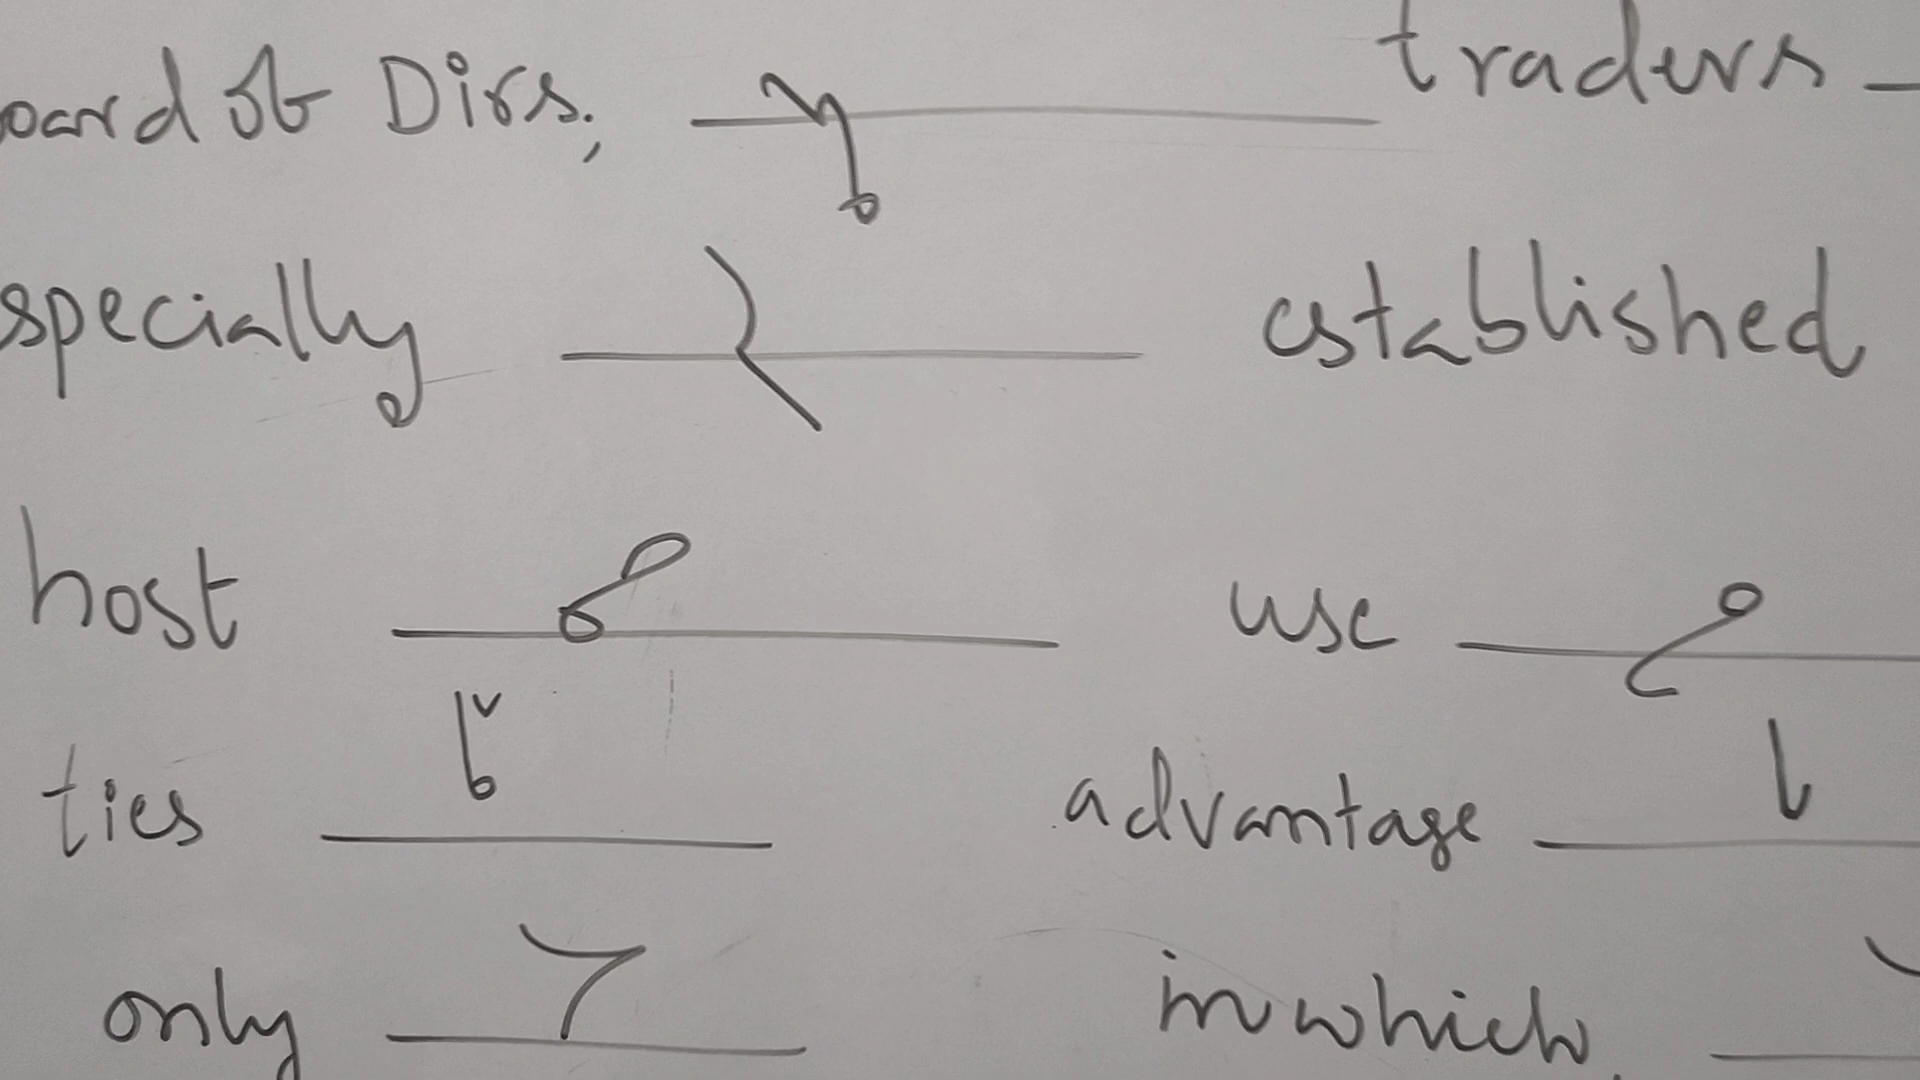 oard of Dirs, traders
specially established
host use
ties advantage
only in which